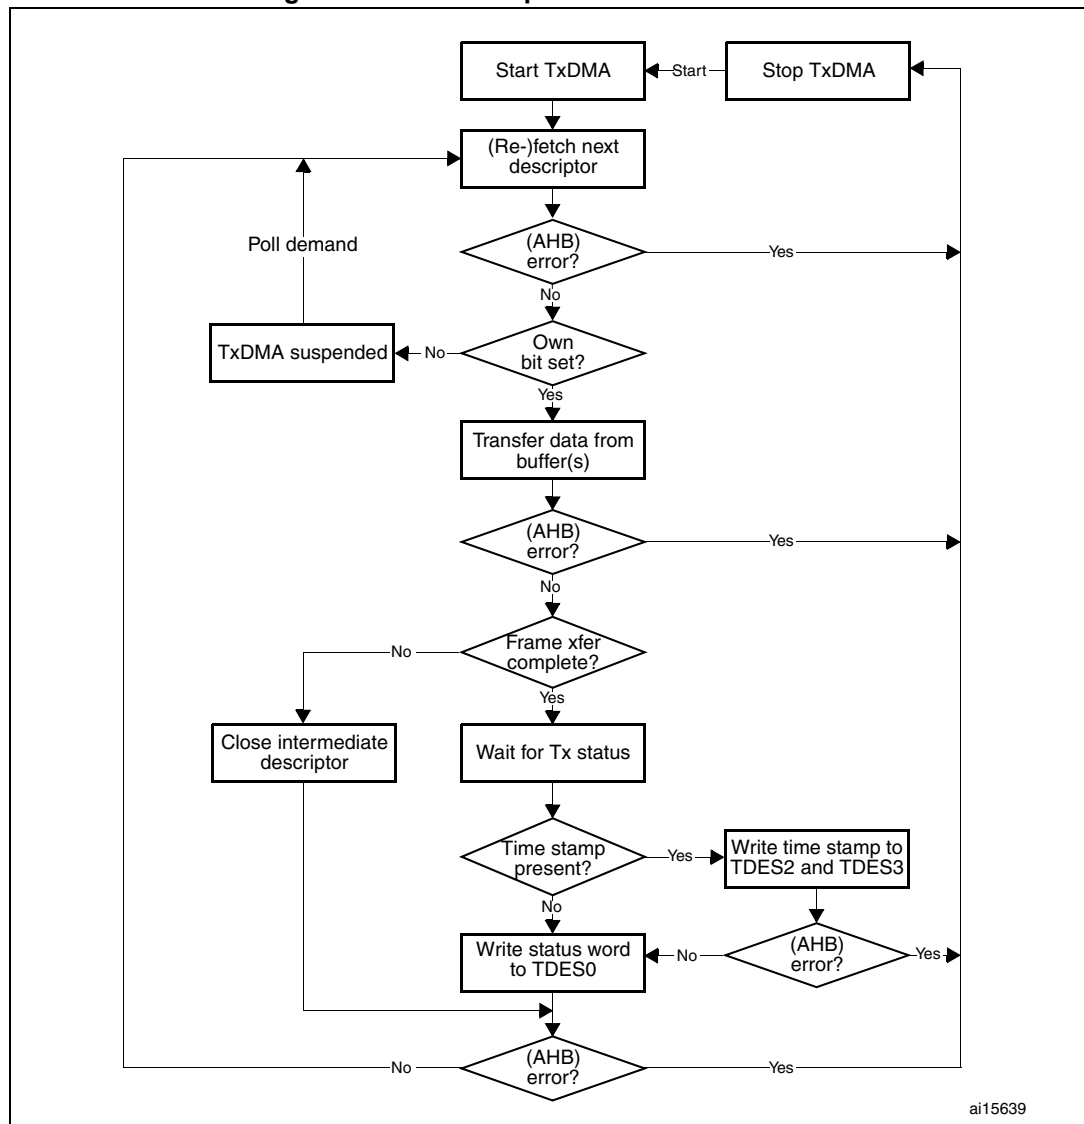 Start TxDMA
Start
Stop TxDMA
(Re-)fetch next
descriptor
Poll demand
(AHB)
error?
Yes
No
TxDMA suspended
No
Own
bit set?
Yes
Transfer data from
buffer(s)
(AHB)
error?
Yes
No
No
Frame xfer
complete?
Yes
Close intermediate
descriptor
Wait for Tx status
Time stamp
present?
Yes
Write time stamp to
TDES2 and TDES3
No
Write status word
to TDES0
No
(AHB)
error?
Yes
No
(AHB)
error?
Yes
ai15639